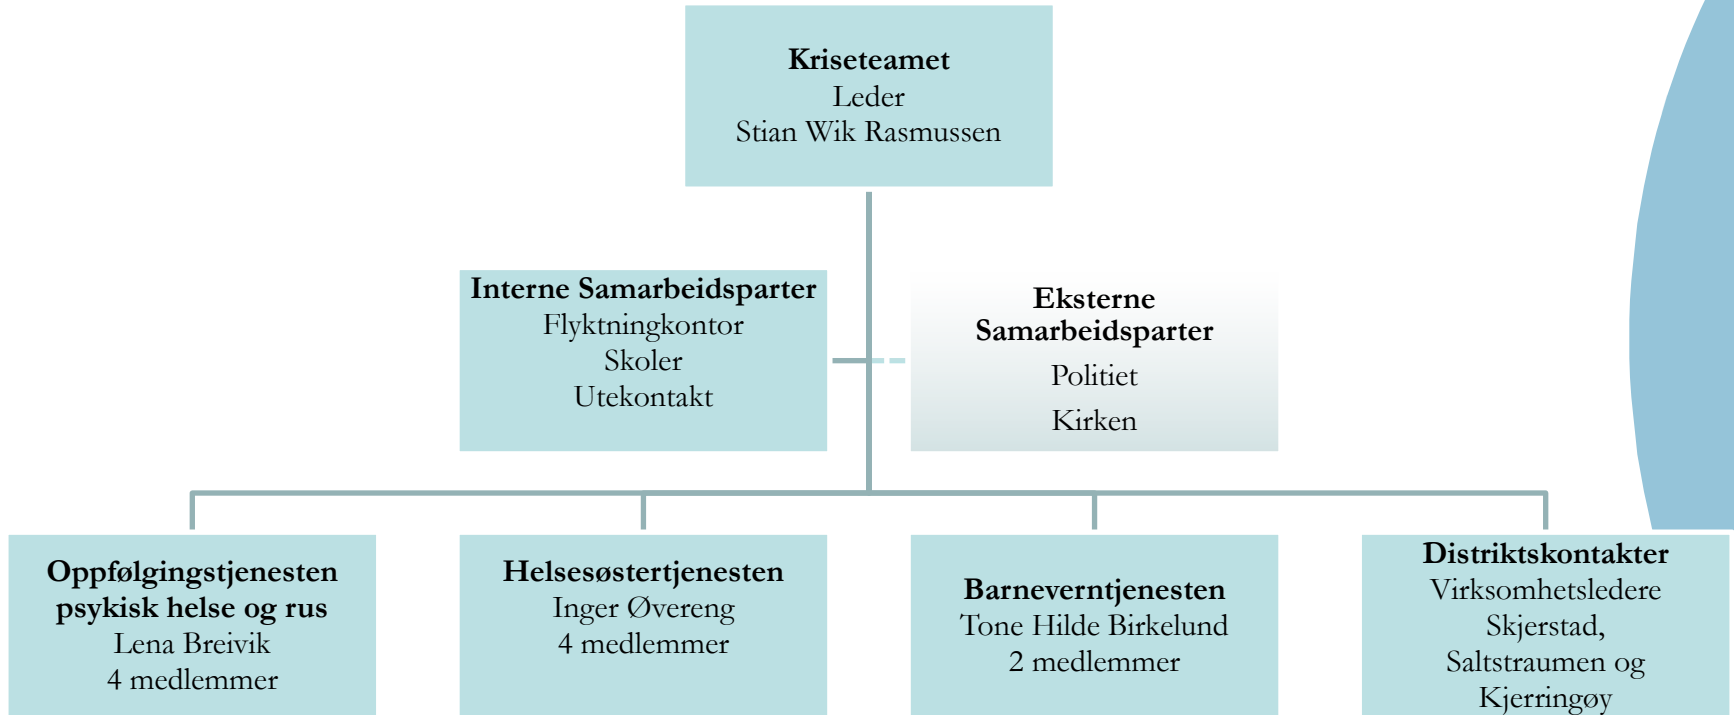 Kriseteamet
Leder
Stian Wik Rasmussen
Interne Samarbeidsparter
Flyktningkontor
Skoler
Utekontakt
Eksterne
Samarbeidsparter
Politiet
Kirken
Oppfølgingstjenesten
psykisk helse og rus
Lena Breivik
4 medlemmer
Helsesøstertjenesten
Inger Øvereng
4 medlemmer
Barneverntjenesten
Tone Hilde Birkelund
2 medlemmer
Distriktskontakter
Virksomhetsledere
Skjerstad,
Saltstraumen og
Kjerringøy